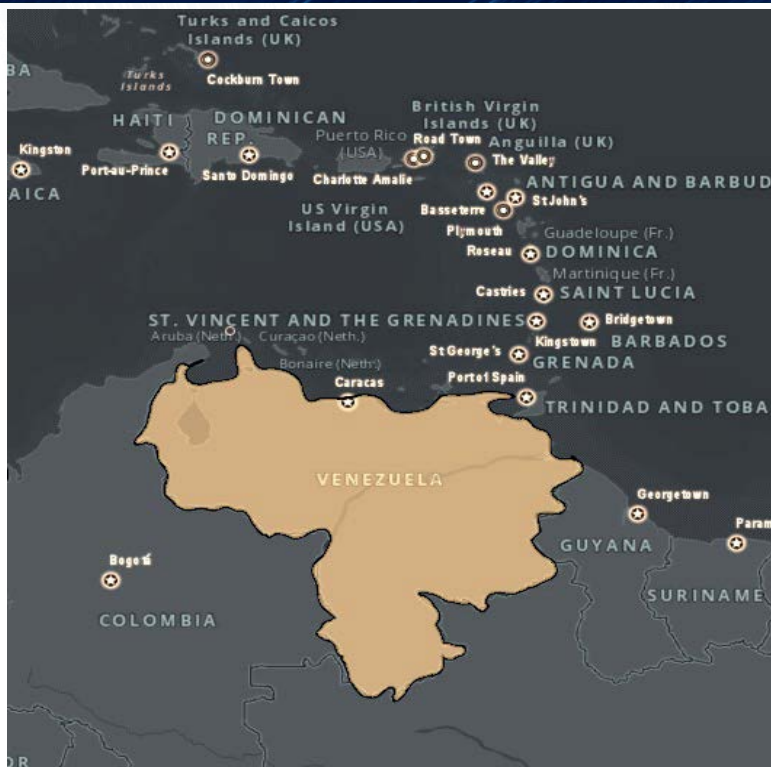 Turks and Caicos
Islands (UK)
Cockburn Town
Turks
Islands
BA
HAITI
DOMINICAN
REP.
Puerto Rico
(USA)
British Virgin
Islands (UK)
Road Town
Anguilla (UK)
The Valley
Kingston
AICA
Port-au-Prince
Santo Domingo
Charlotte Amalie
US Virgin
Island (USA)
ANTIGUA AND BARBUD
St John's
Basseterre
Plymouth
Guadeloupe (Fr.)
Roseau
DOMINICA
Martinique (Fr.)
Castries
SAINT LUCIA
ST. VINCENT AND THE GRENADINES
Bridgetown
BARBADOS
Kingstown
Aruba (Neth.)
Curaçao (Neth.)
Bonaire (Neth.)
St George's
GRENADA
Caracas
Port of Spain
TRINIDAD AND TOBA
VENEZUELA
Georgetown
GUYANA
Param
SURINAME
Bogotá
COLOMBIA
OR